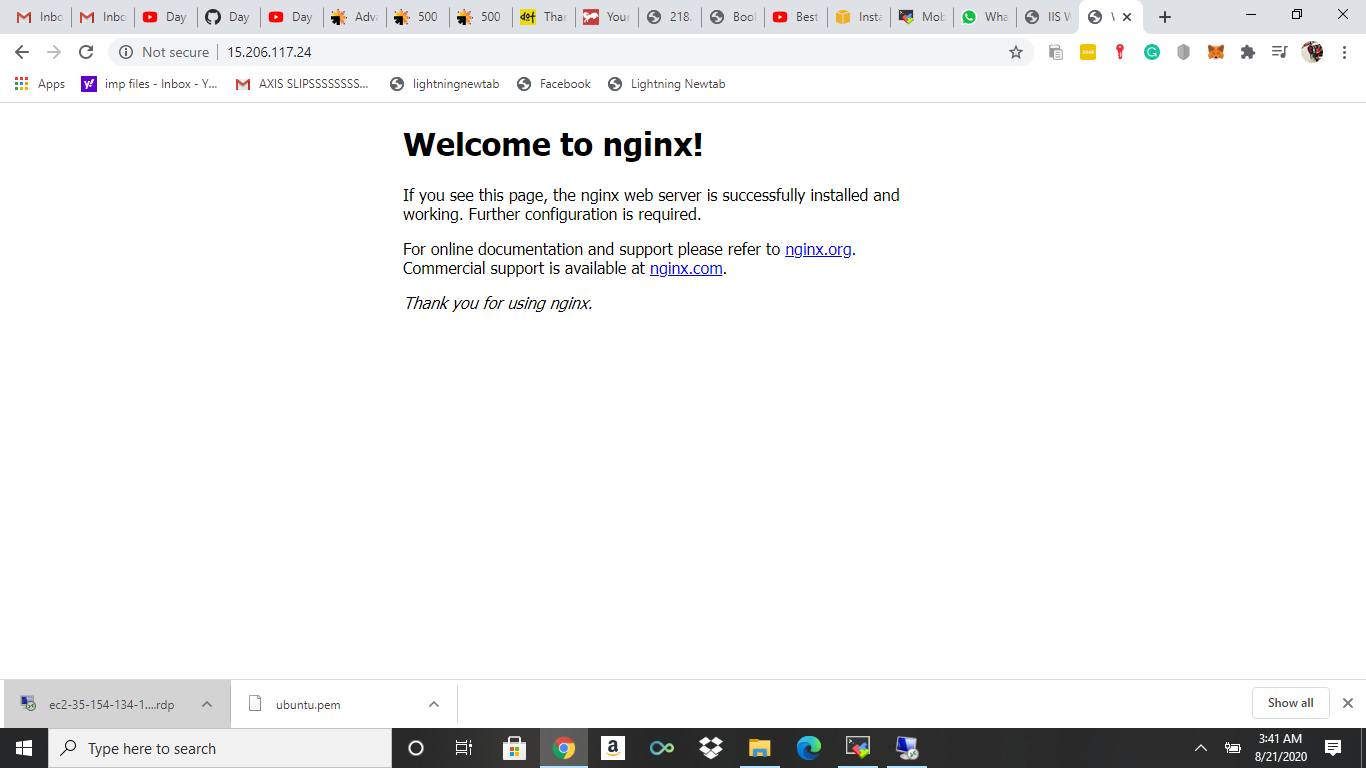 Inbo
Inbo
Day
Day
Day
Adva
500
500
dof
Than
Your
218.
Bool
Best
Insta
Mob
Wha
IIS W
Not secure
15.206.117.24
Apps
imp files - Inbox - Y...
AXIS SLIPSSSSSSSS...
lightningnewtab
Facebook
Lightning Newtab
Welcome to nginx!
If you see this page, the nginx web server is successfully installed and
working. Further configuration is required.
For online documentation and support please refer to nginx.org.
Commercial support is available at nginx.com.
Thank you for using nginx.
ec2-35-154-134-1....rdp
ubuntu.pem
Show all
Type here to search
3:41 AM
8/21/2020